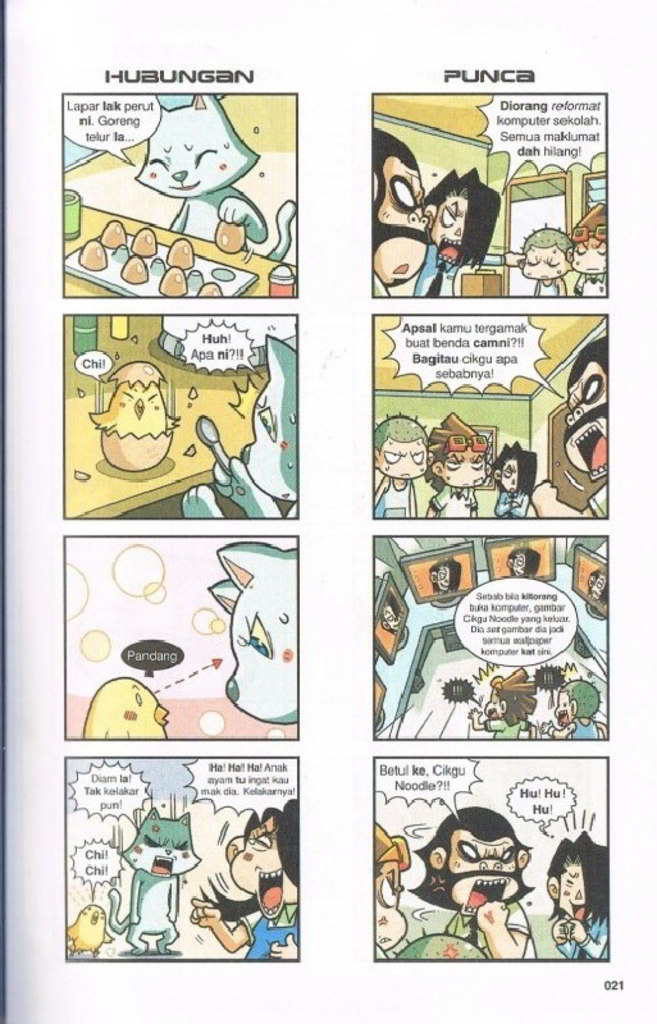 HUBUNGAN
Lapar lak perut
ni. Goreng
telur la...
Huh!
Apa ni?!!
Chi!
Pandang
Diam la!
Tak kelakar
pun!
Ha! Ha! Ha! Anak
ayam tu ingat kau
mak dia. Kelakarnya!
Chi!
Chi!
PUNCA
Diorang reformat
komputer sekolah.
Semua maklumat
dah hilang!
Apsal kamu tergamak
buat benda camni?!!
Bagitau cikgu apa
sebabnya!
Sebab bila kitorang
buka komputer, gambar
Cikgu Noodle yang keluar.
Dia set gambar dia jadi
semua wallpaper
komputer kat sini.
!!!
!!!
Betul ke, Cikgu
Noodle?!!
Hu! Hu!
Hu!
021